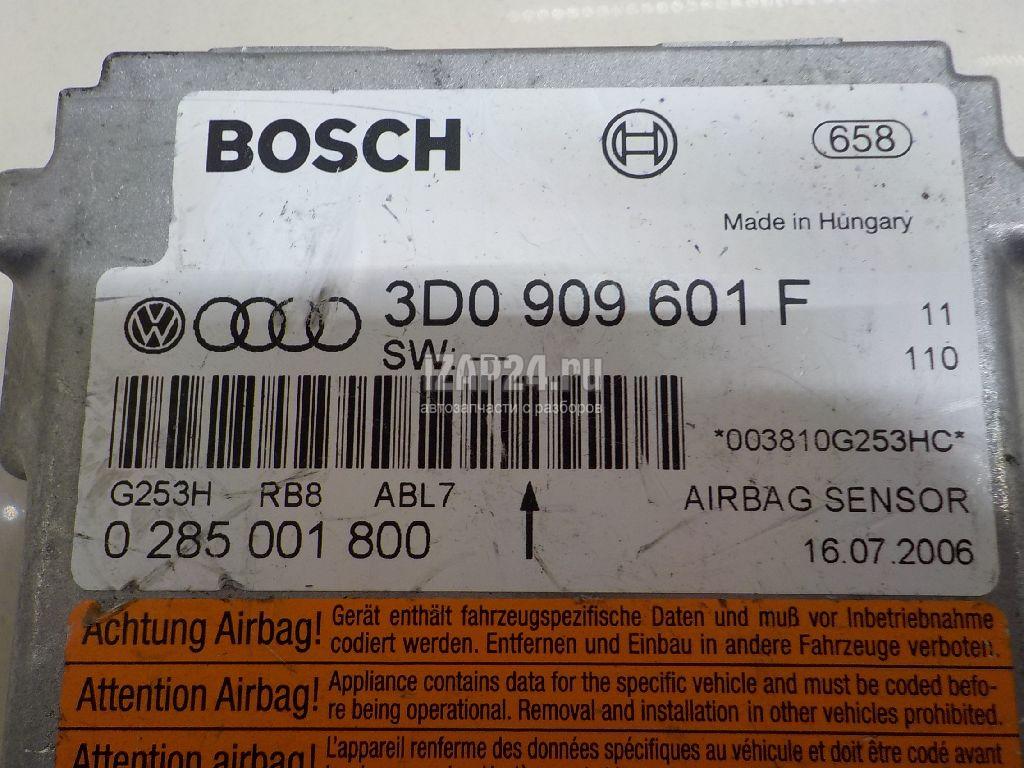 BOSCH
658
Made in Hungary
3D0 909 601 F
11
SW: --
110
IZAP24.ru
автозапчасти с разборов
*003810G253HC*
G253H RB8 ABL7
AIRBAG SENSOR
0 285 001 800
16.07.2006
Achtung Airbag! Gerät enthält fahrzeugspezifische Daten und muß vor Inbetriebnahme
codiert werden. Entfernen und Einbau in andere Fahrzeuge verboten.
Attention Airbag! Appliance contains data for the specific vehicle and must be coded befo-
re being operational. Removal and installation in other vehicles prohibited.
Attention airbag! L'appareil renferme des données spécifiques au véhicule et doit être codé avant